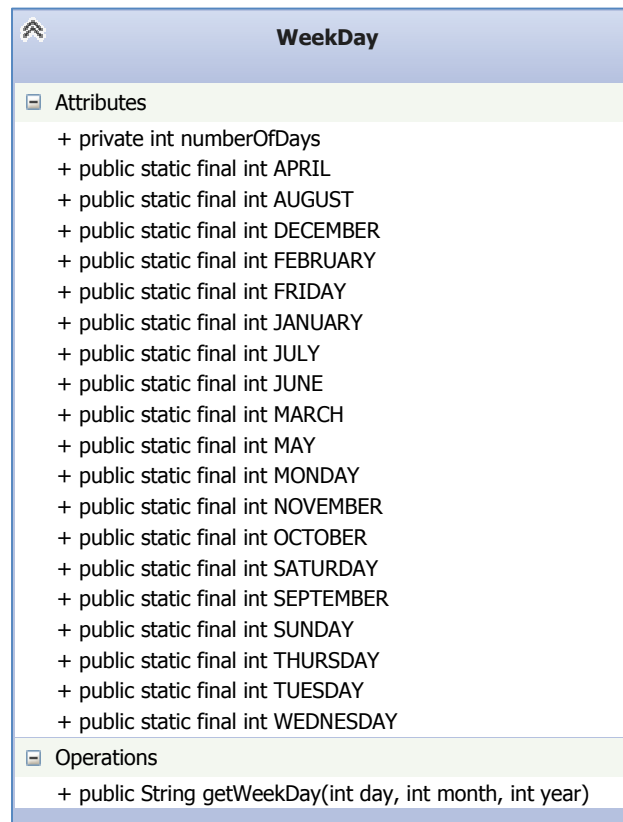 WeekDay
Attributes
+ private int numberOfDays
+ public static final int APRIL
+ public static final int AUGUST
+ public static final int DECEMBER
+ public static final int FEBRUARY
+ public static final int FRIDAY
+ public static final int JANUARY
+ public static final int JULY
+ public static final int JUNE
+ public static final int MARCH
+ public static final int MAY
+ public static final int MONDAY
+ public static final int NOVEMBER
+ public static final int OCTOBER
+ public static final int SATURDAY
+ public static final int SEPTEMBER
+ public static final int SUNDAY
+ public static final int THURSDAY
+ public static final int TUESDAY
+ public static final int WEDNESDAY
Operations
+ public String getWeekDay(int day, int month, int year)